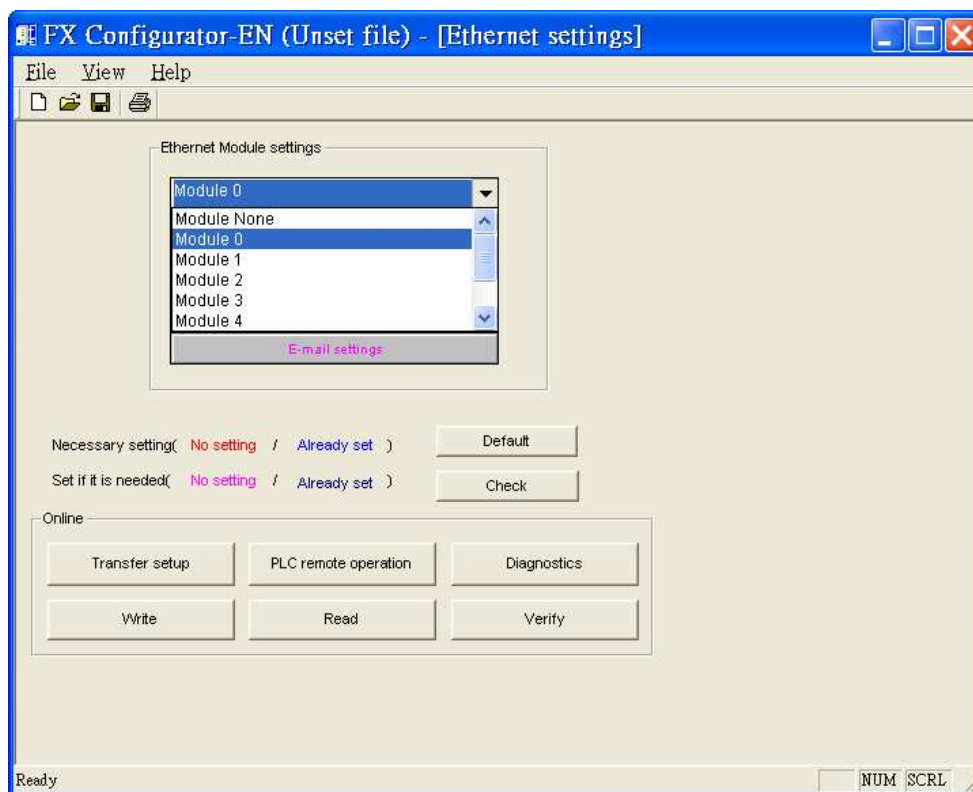 FX Configurator-EN (Unset file) - [Ethernet settings]
File View Help
Ethernet Module settings
Module 0
Module None
Module 0
Module 1
Module 2
Module 3
Module 4
E-mail settings
Necessary setting( No setting / Already set ) Default
Set if it is needed( No setting / Already set ) Check
Online
Transfer setup PLC remote operation Diagnostics
Write Read Verify
Ready NUM SCRL